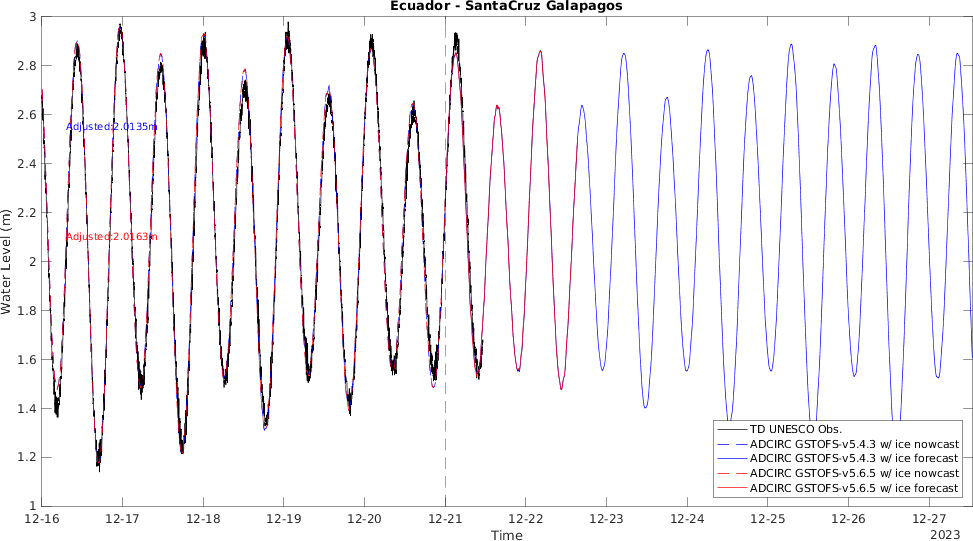 Ecuador - SantaCruz Galapagos
Water Level (m)
3
2.8
2.6
2.4
2.2
2
1.8
1.6
1.4
1.2
1
Adjusted:2.0135m
Adjusted:2.0163m
TD UNESCO Obs.
ADCIRC GSTOFS-v5.4.3 w/ ice nowcast
ADCIRC GSTOFS-v5.4.3 w/ ice forecast
ADCIRC GSTOFS-v5.6.5 w/ ice nowcast
ADCIRC GSTOFS-v5.6.5 w/ ice forecast
12-16 12-17 12-18 12-19 12-20 12-21 12-22 12-23 12-24 12-25 12-26 12-27
Time
2023